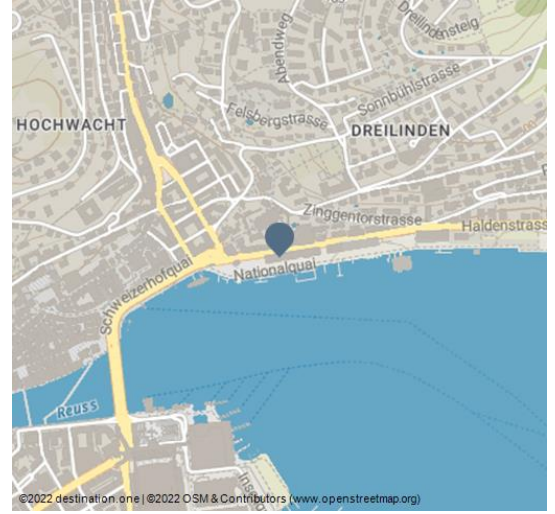 Dreilindensteig
Abendweg
Sonnbühlstrasse
Felsbergstrasse
HOCHWACHT
DREILINDEN
Zinggentorstrasse
Haldenstrass
Nationalquai
Schweizerhofquai
Reuss
Inse
©2022 destination.one | ©2022 OSM & Contributors (www.openstreetmap.org)